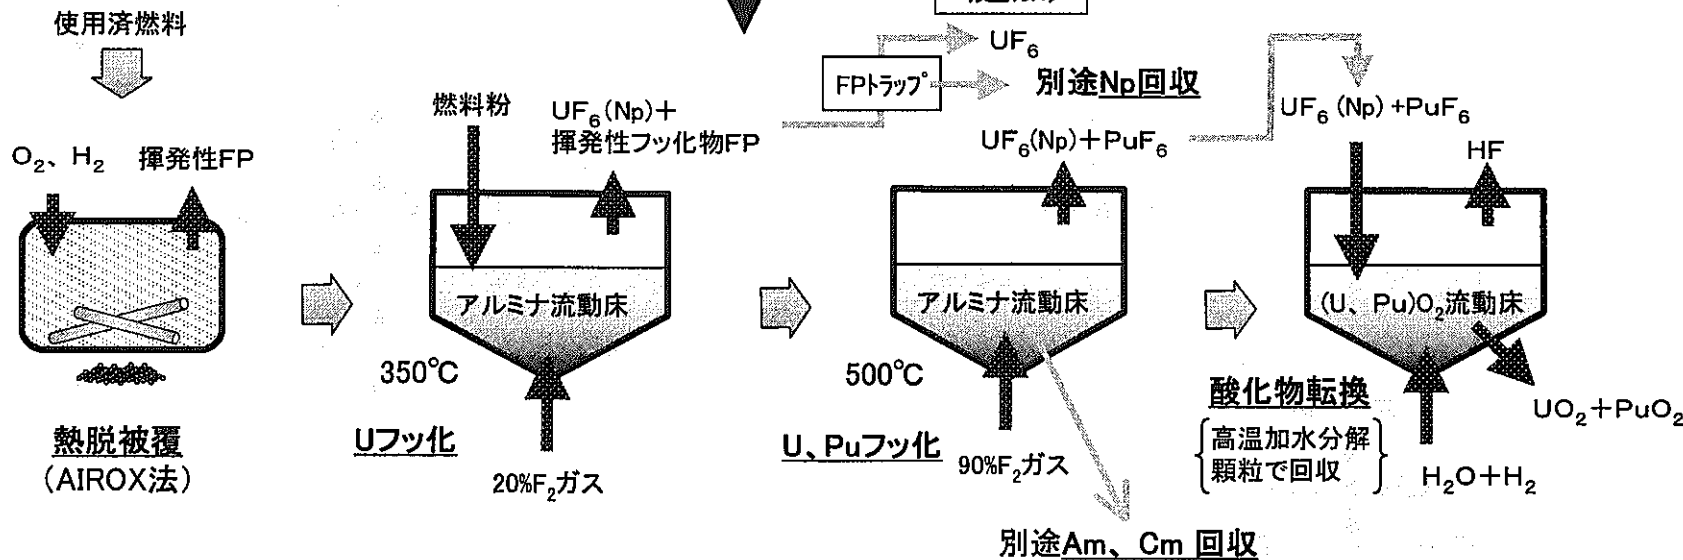 使用済燃料
O₂、H₂
揮発性FP
熱脱被覆
(AIROX法)
燃料粉
UF₆(Np)+
揮発性フッ化物FP
アルミナ流動床
350℃
Uフッ化
20%F₂ガス
FPトラップ
UF₆
別途Np回収
UF₆(Np)+PuF₆
アルミナ流動床
500℃
U、Puフッ化
90%F₂ガス
別途Am、Cm 回収
UF₆(Np)+PuF₆
HF
(U、Pu)O₂流動床
酸化物転換
高温加水分解
顆粒で回収
H₂O+H₂
UO₂+PuO₂